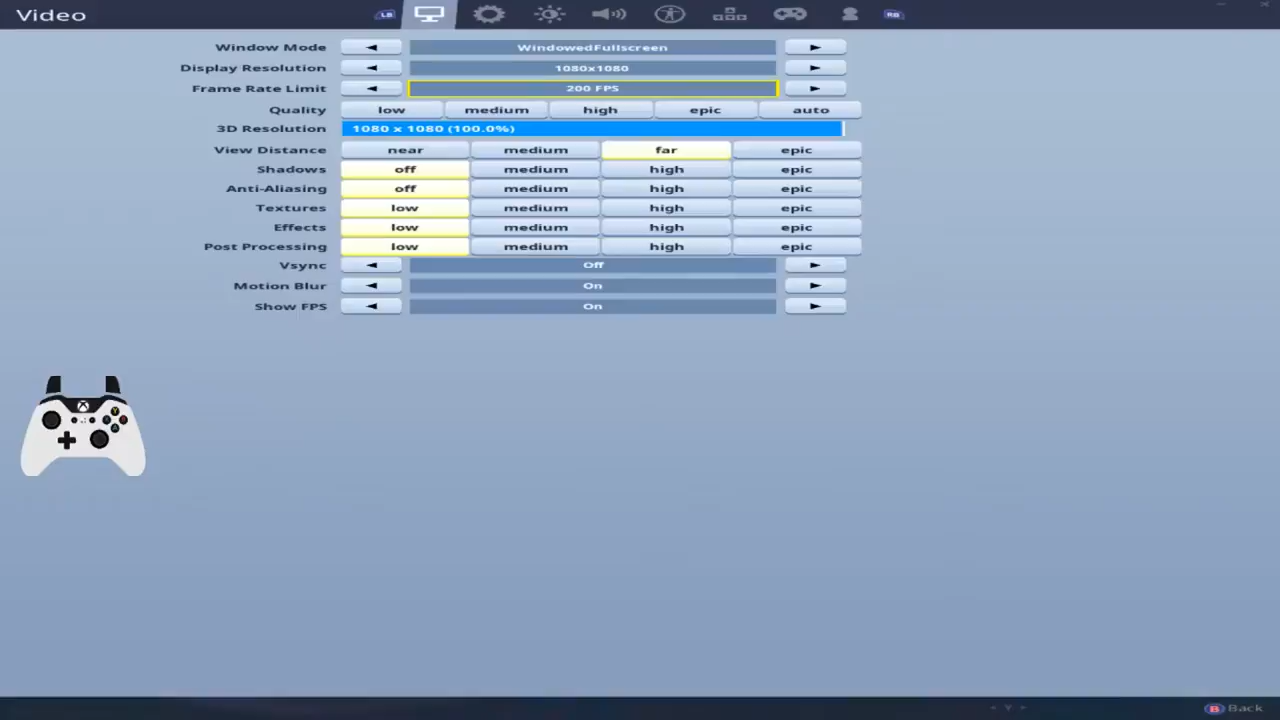 Video LB RB
Window Mode WindowedFullscreen
Display Resolution 1080x1080
Frame Rate Limit 200 FPS
Quality low medium high epic auto
3D Resolution 1080 x 1080 (100.0%)
View Distance near medium far epic
Shadows off medium high epic
Anti-Aliasing off medium high epic
Textures low medium high epic
Effects low medium high epic
Post Processing low medium high epic
Vsync Off
Motion Blur On
Show FPS On
Y
B Back